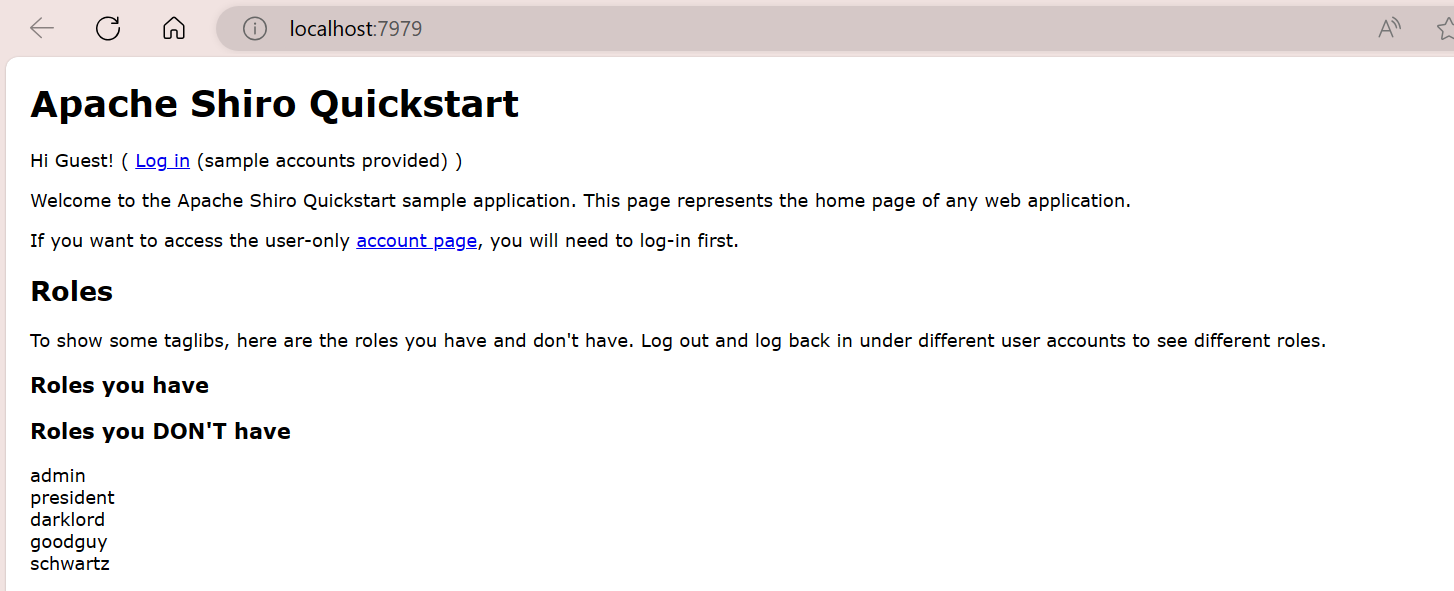 localhost:7979
Apache Shiro Quickstart
Hi Guest! ( Log in (sample accounts provided) )
Welcome to the Apache Shiro Quickstart sample application. This page represents the home page of any web application.
If you want to access the user-only account page, you will need to log-in first.
Roles
To show some taglibs, here are the roles you have and don't have. Log out and log back in under different user accounts to see different roles.
Roles you have
Roles you DON'T have
admin
president
darklord
goodguy
schwartz